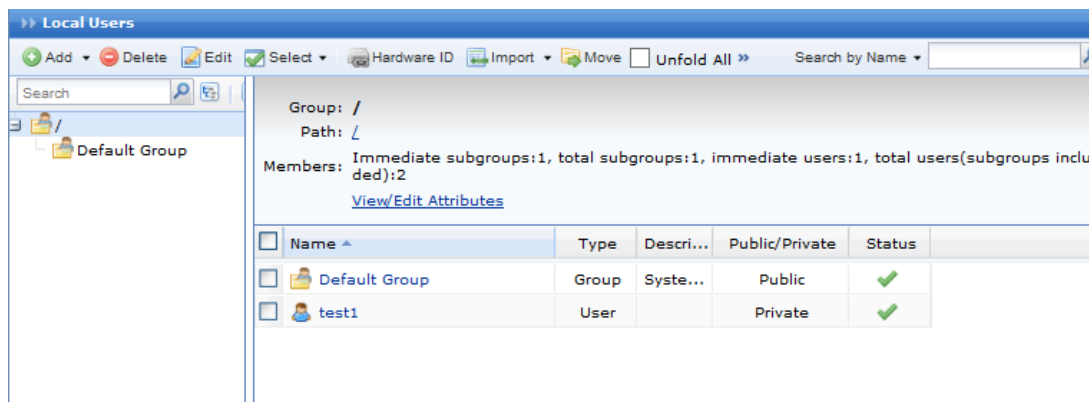 Local Users
Add Delete Edit Select Hardware ID Import Move Unfold All » Search by Name
Search
/
Default Group
Group: /
Path: /
Members: Immediate subgroups:1, total subgroups:1, immediate users:1, total users(subgroups inclu
ded):2
View/Edit Attributes
Name Type Descri... Public/Private Status
Default Group Group Syste... Public
test1 User Private